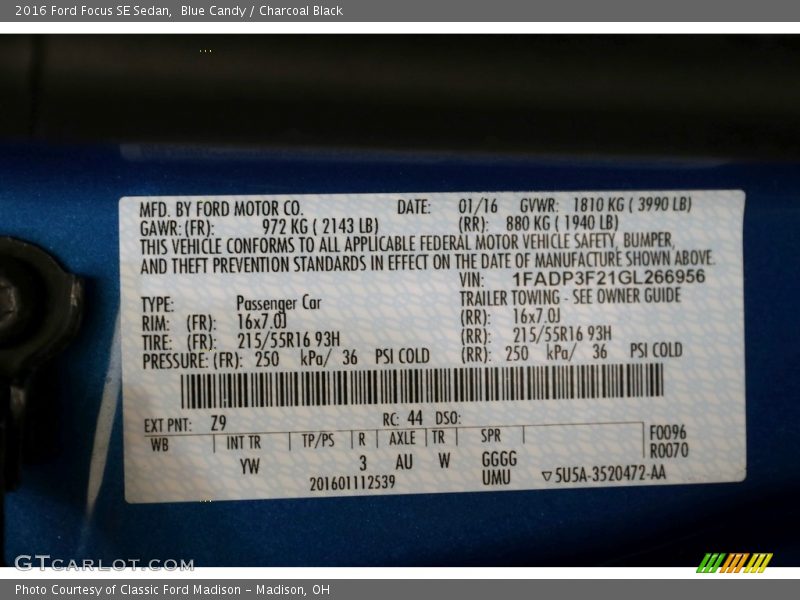 2016 Ford Focus SE Sedan,  Blue Candy / Charcoal Black
MFD. BY FORD MOTOR CO. DATE: 01/16 GVWR: 1810 KG ( 3990 LB)
GAWR:(FR): 972 KG ( 2143 LB) (RR): 880 KG ( 1940 LB)
THIS VEHICLE CONFORMS TO ALL APPLICABLE FEDERAL MOTOR VEHICLE SAFETY, BUMPER,
AND THEFT PREVENTION STANDARDS IN EFFECT ON THE DATE OF MANUFACTURE SHOWN ABOVE.
VIN: 1FADP3F21GL266956
TYPE: Passenger Car TRAILER TOWING - SEE OWNER GUIDE
RIM: (FR): 16x7.0J (RR): 16x7.0J
TIRE: (FR): 215/55R16 93H (RR): 215/55R16 93H
PRESSURE: (FR): 250 kPa/ 36 PSI COLD (RR): 250 kPa/ 36 PSI COLD
EXT PNT: Z9 RC: 44 DSO:
WB INT TR TP/PS R AXLE TR SPR F0096
YW 3 AU W GGGG R0070
201601112539 UMU ▽5U5A-3520472-AA
GTCARLOT.COM
Photo Courtesy of Classic Ford Madison – Madison, OH